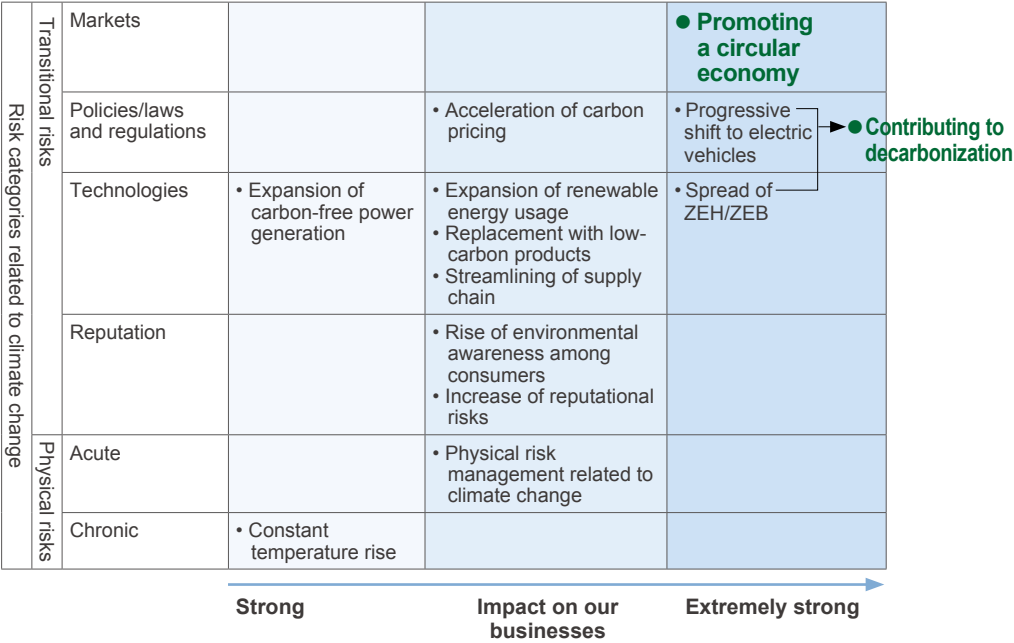 Risk categories related to climate change
Transitional risks
Markets
● Promoting
a circular
economy
Policies/laws
and regulations
• Acceleration of carbon
pricing
• Progressive
shift to electric
vehicles
● Contributing to
decarbonization
Technologies
• Expansion of
carbon-free power
generation
• Expansion of renewable
energy usage
• Replacement with low-
carbon products
• Streamlining of supply
chain
• Spread of
ZEH/ZEB
Reputation
• Rise of environmental
awareness among
consumers
• Increase of reputational
risks
Physical risks
Acute
• Physical risk
management related to
climate change
Chronic
• Constant
temperature rise
Strong
Impact on our
businesses
Extremely strong